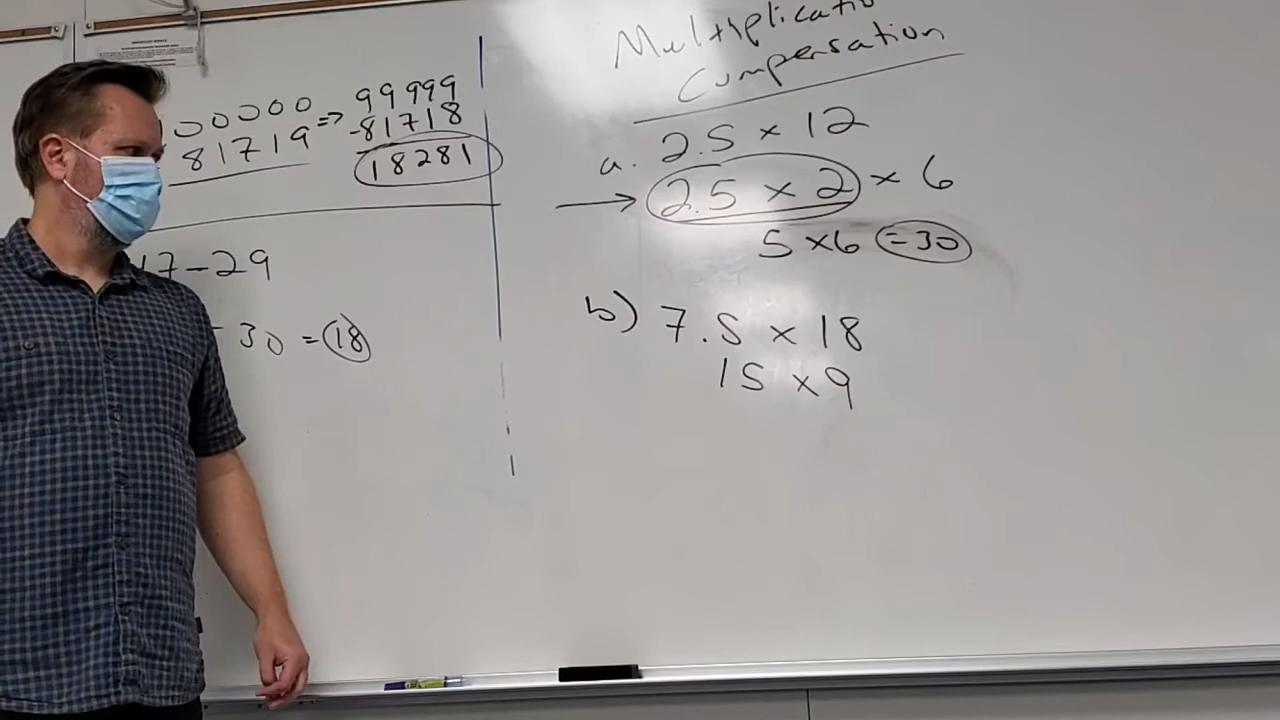 00000 => 99999
81719 -81718
18281
17-29
- 30 = 18
Multiplicatio
Compensation
a. 2.5 x 12
→ 2.5 x 2 x 6
5 x 6 = 30
b) 7.5 x 18
15 x 9